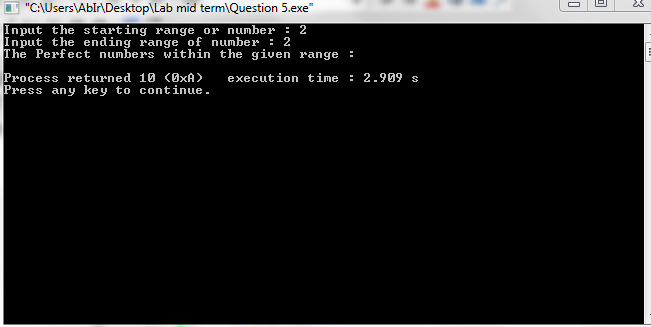 "C:\Users\AbIr\Desktop\Lab mid term\Question 5.exe"
Input the starting range or number : 2
Input the ending range of number : 2
The Perfect numbers within the given range :
Process returned 10 (0xA)   execution time : 2.909 s
Press any key to continue.